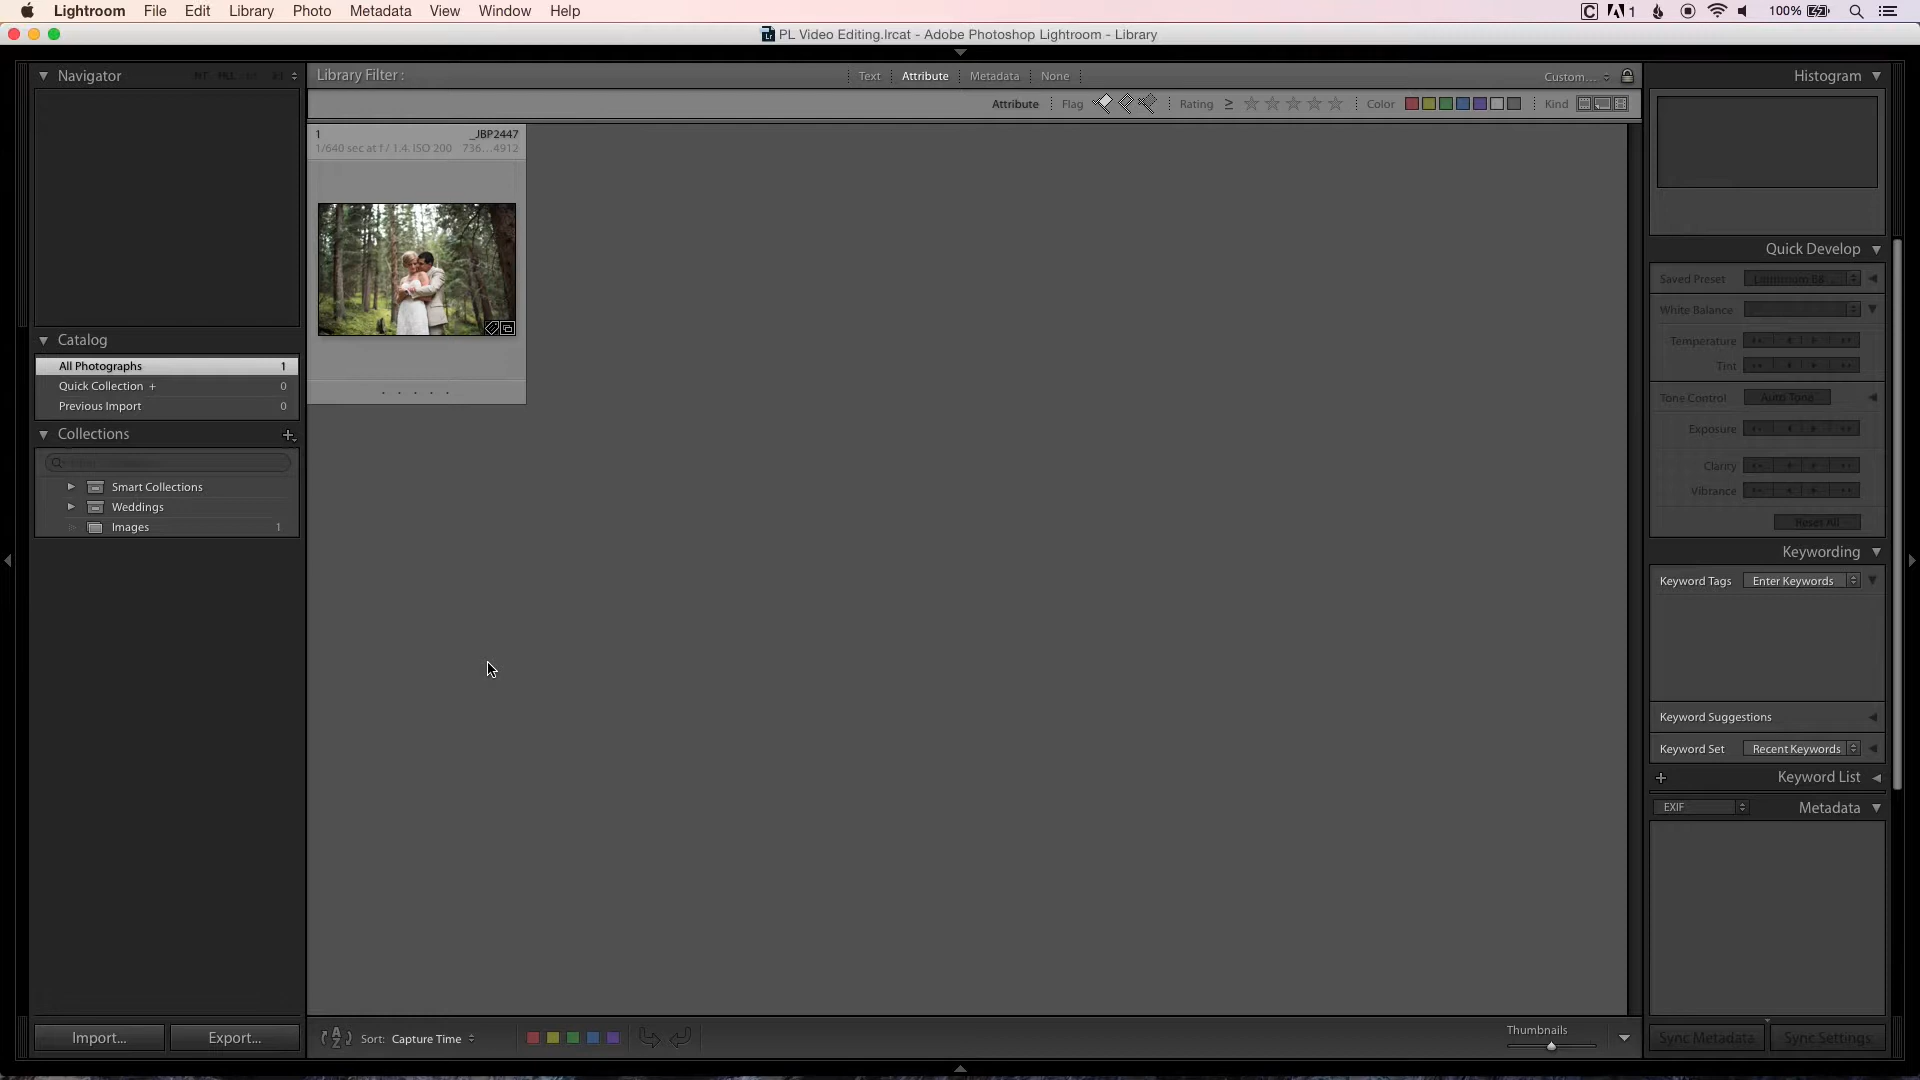 Lightroom File Edit Library Photo Metadata View Window Help 1 100%
PL Video Editing.lrcat - Adobe Photoshop Lightroom - Library
Navigator
Catalog
All Photographs 1
Quick Collection + 0
Previous Import 0
Collections
Smart Collections
Weddings
Images 1
Import... Export...
Library Filter : Text Attribute Metadata None Custom...
Attribute Flag Rating ≥ Color Kind
1 _JBP2447
1/640 sec at f / 1.4, ISO 200 736...4912
Sort: Capture Time
Thumbnails
Histogram
Quick Develop
Saved Preset
White Balance
Temperature
Tint
Tone Control Auto Tone
Exposure
Clarity
Vibrance
Reset All
Keywording
Keyword Tags Enter Keywords
Keyword Suggestions
Keyword Set Recent Keywords
Keyword List
EXIF Metadata
Sync Metadata Sync Settings